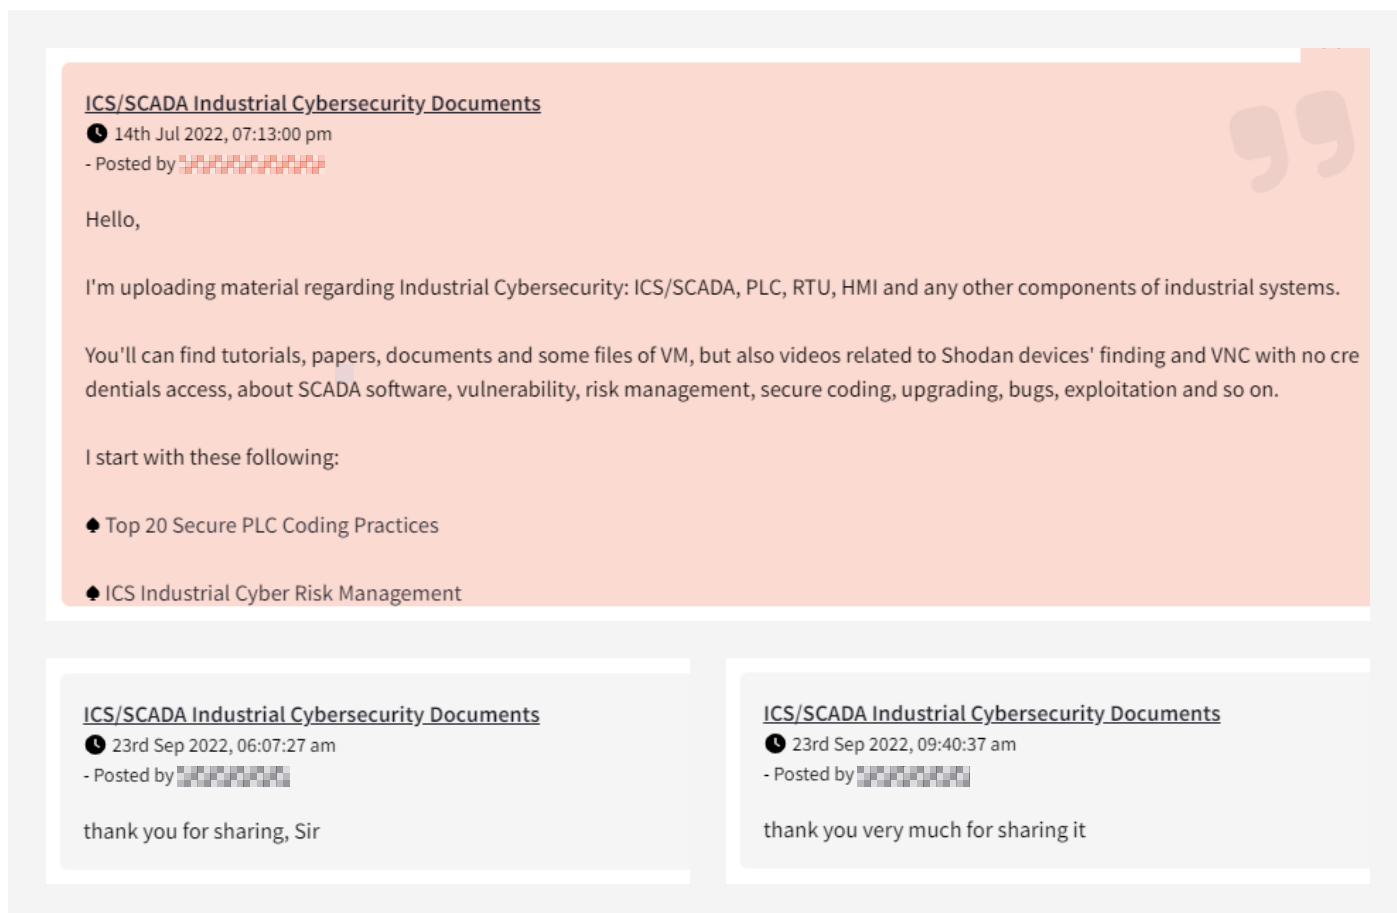 ICS/SCADA Industrial Cybersecurity Documents
14th Jul 2022, 07:13:00 pm
- Posted by
Hello,
I'm uploading material regarding Industrial Cybersecurity: ICS/SCADA, PLC, RTU, HMI and any other components of industrial systems.
You'll can find tutorials, papers, documents and some files of VM, but also videos related to Shodan devices' finding and VNC with no cre
dentials access, about SCADA software, vulnerability, risk management, secure coding, upgrading, bugs, exploitation and so on.
I start with these following:
♠ Top 20 Secure PLC Coding Practices
♠ ICS Industrial Cyber Risk Management
ICS/SCADA Industrial Cybersecurity Documents
23rd Sep 2022, 06:07:27 am
- Posted by
thank you for sharing, Sir
ICS/SCADA Industrial Cybersecurity Documents
23rd Sep 2022, 09:40:37 am
- Posted by
thank you very much for sharing it